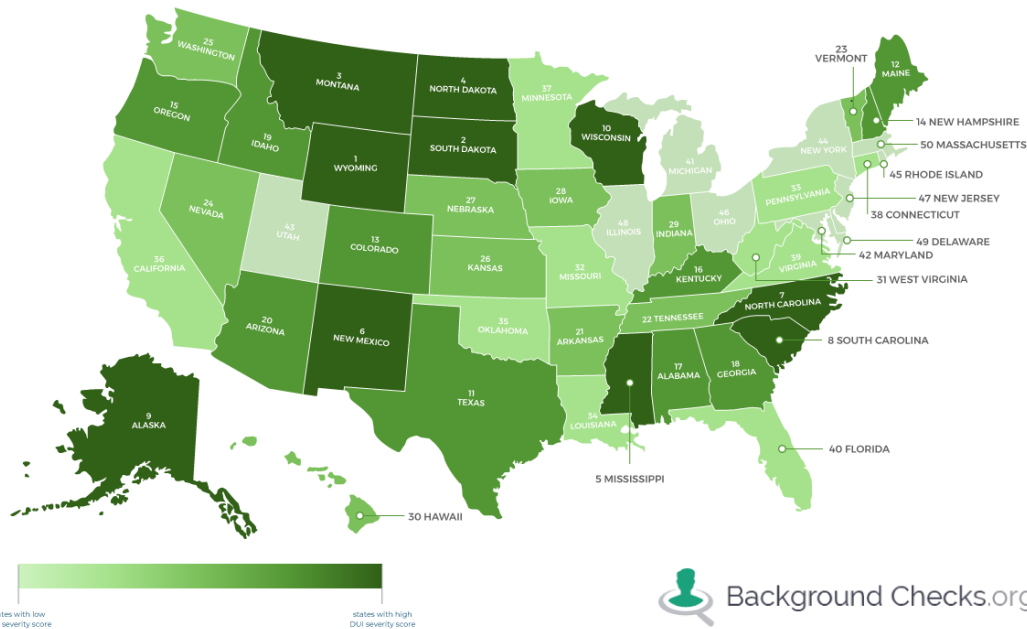 25
WASHINGTON
3
MONTANA
4
NORTH DAKOTA
37
MINNESOTA
23
VERMONT
12
MAINE
15
OREGON
19
IDAHO
1
WYOMING
2
SOUTH DAKOTA
10
WISCONSIN
41
MICHIGAN
44
NEW YORK
14 NEW HAMPSHIRE
50 MASSACHUSETTS
45 RHODE ISLAND
47 NEW JERSEY
38 CONNECTICUT
49 DELAWARE
42 MARYLAND
31 WEST VIRGINIA
24
NEVADA
43
UTAH
27
NEBRASKA
28
IOWA
48
ILLINOIS
29
INDIANA
46
OHIO
33
PENNSYLVANIA
36
CALIFORNIA
13
COLORADO
26
KANSAS
32
MISSOURI
16
KENTUCKY
39
VIRGINIA
7
NORTH CAROLINA
20
ARIZONA
6
NEW MEXICO
35
OKLAHOMA
21
ARKANSAS
22 TENNESSEE
8 SOUTH CAROLINA
11
TEXAS
34
LOUISIANA
17
ALABAMA
18
GEORGIA
9
ALASKA
40 FLORIDA
5 MISSISSIPPI
30 HAWAII
with low
severity score
states with high
DUI severity score
Background Checks.org